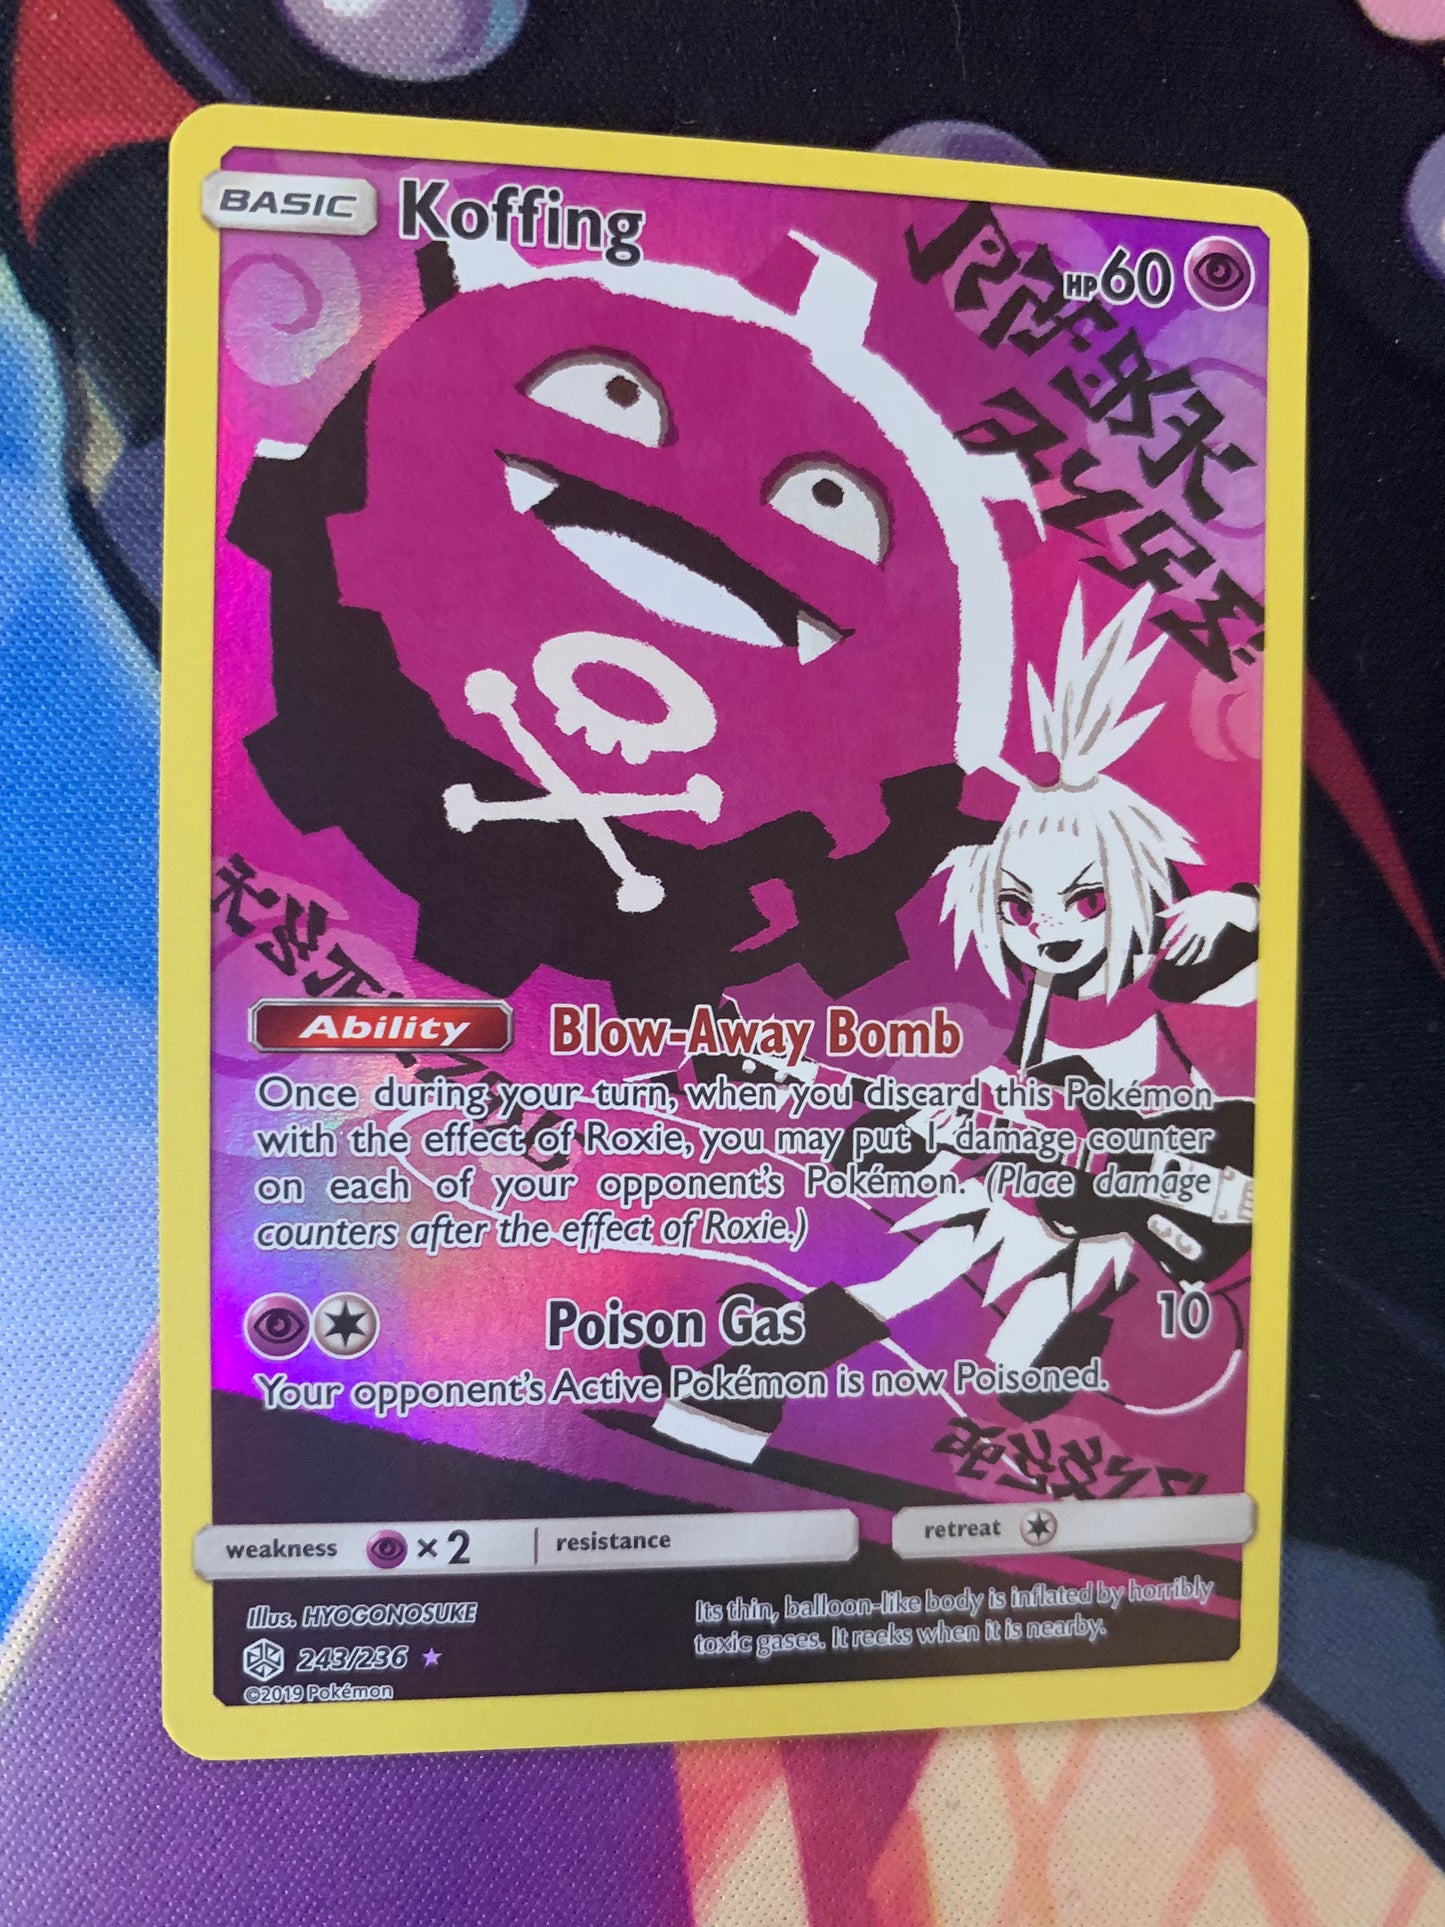 BASIC
Koffing
HP60
Ability Blow-Away Bomb
Once during your turn, when you discard this Pokémon
with the effect of Roxie, you may put 1 damage counter
on each of your opponent's Pokémon. (Place damage
counters after the effect of Roxie.)
Poison Gas 10
Your opponent's Active Pokémon is now Poisoned.
weakness ×2 resistance
retreat
Illus. HYOGONOSUKE
243/236
©2019 Pokémon
Its thin, balloon-like body is inflated by horribly
toxic gases. It reeks when it is nearby.